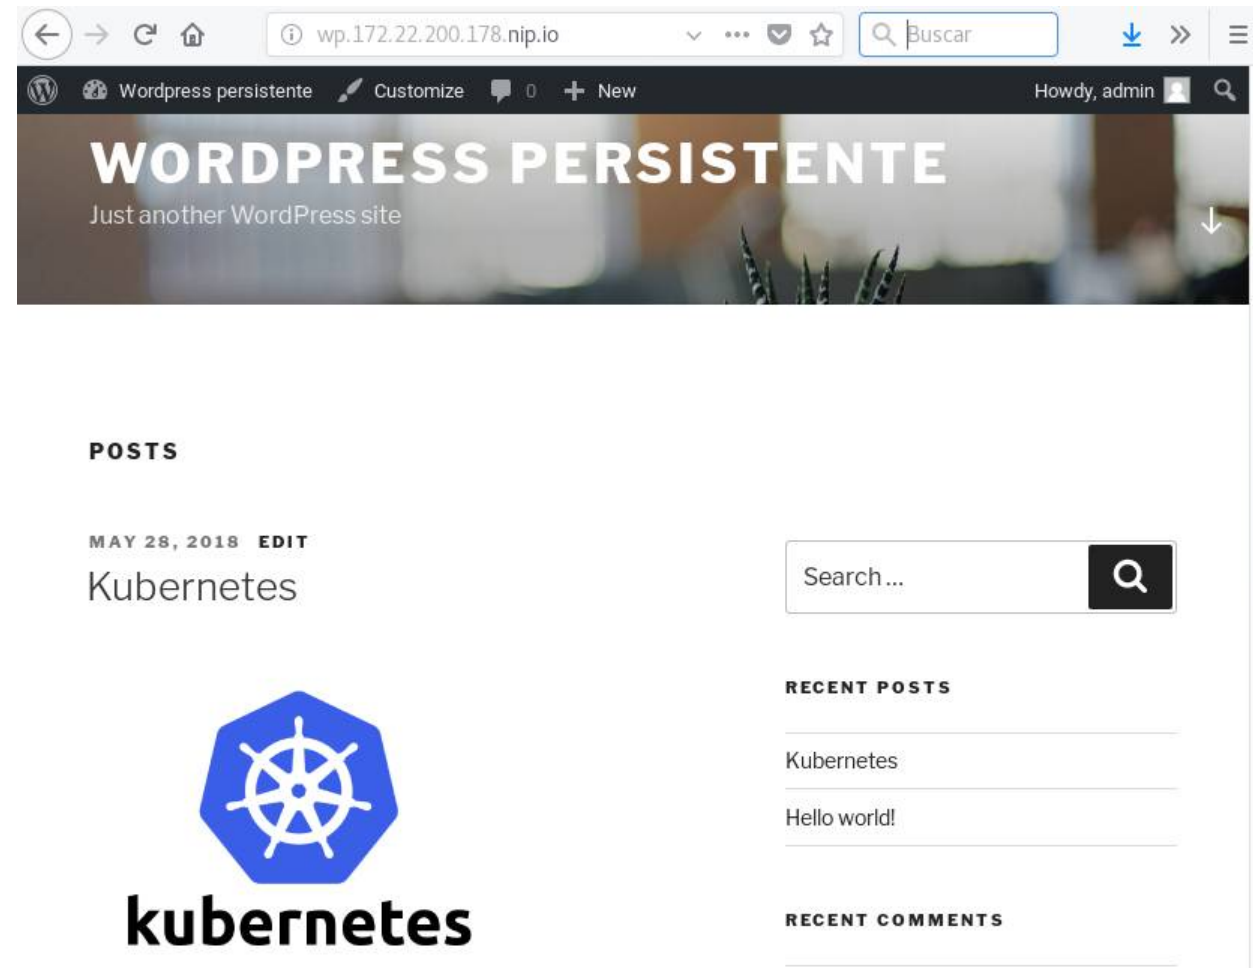 wp.172.22.200.178.nip.io
Buscar
Wordpress persistente Customize 0 New Howdy, admin
WORDPRESS PERSISTENTE
Just another WordPress site
POSTS
MAY 28, 2018 EDIT
Kubernetes
Search …
kubernetes
RECENT POSTS
Kubernetes
Hello world!
RECENT COMMENTS